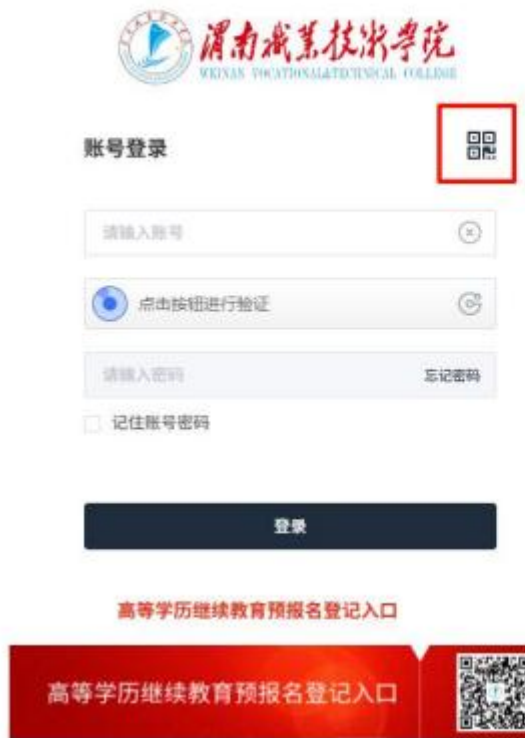 渭南职业技术学院
WEINAN VOCATIONAL&TECHNICAL COLLEGE
账号登录
请输入账号
点击按钮进行验证
请输入密码 忘记密码
记住账号密码
登录
高等学历继续教育预报名登记入口
高等学历继续教育预报名登记入口